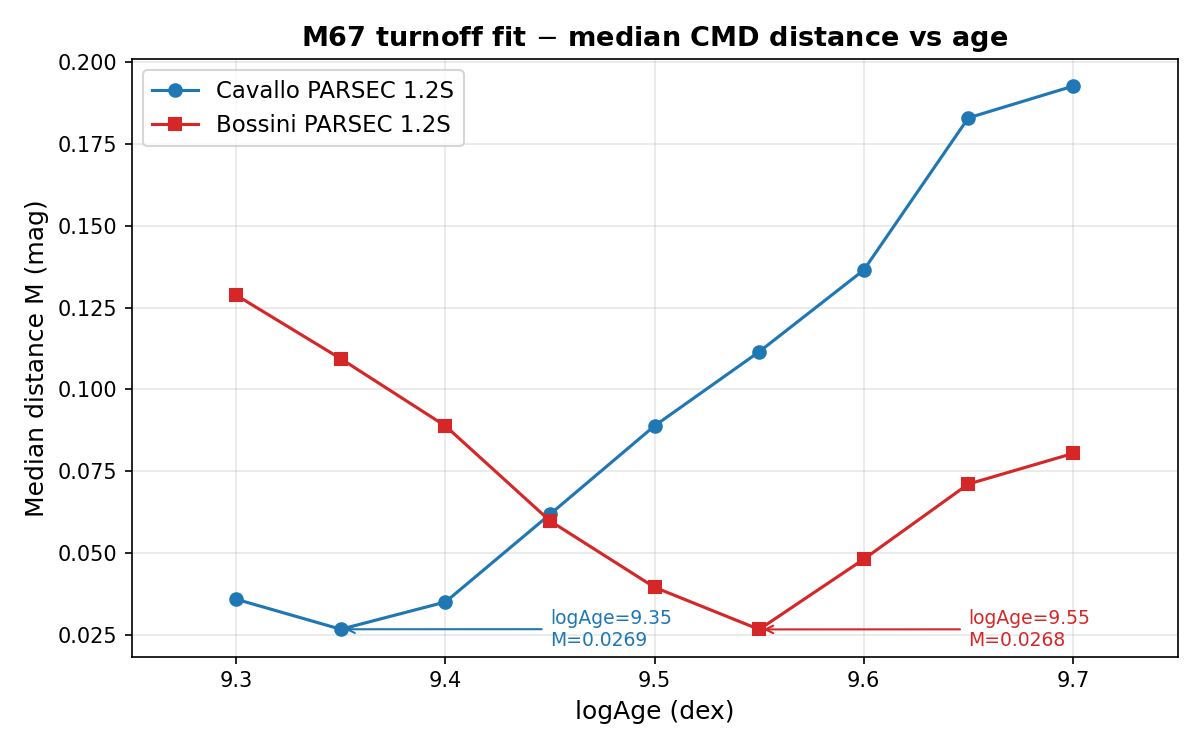 M67 turnoff fit − median CMD distance vs age
Cavallo PARSEC 1.2S
Bossini PARSEC 1.2S
Median distance M (mag)
0.200
0.175
0.150
0.125
0.100
0.075
0.050
0.025
logAge=9.35
M=0.0269
logAge=9.55
M=0.0268
9.3 9.4 9.5 9.6 9.7
logAge (dex)